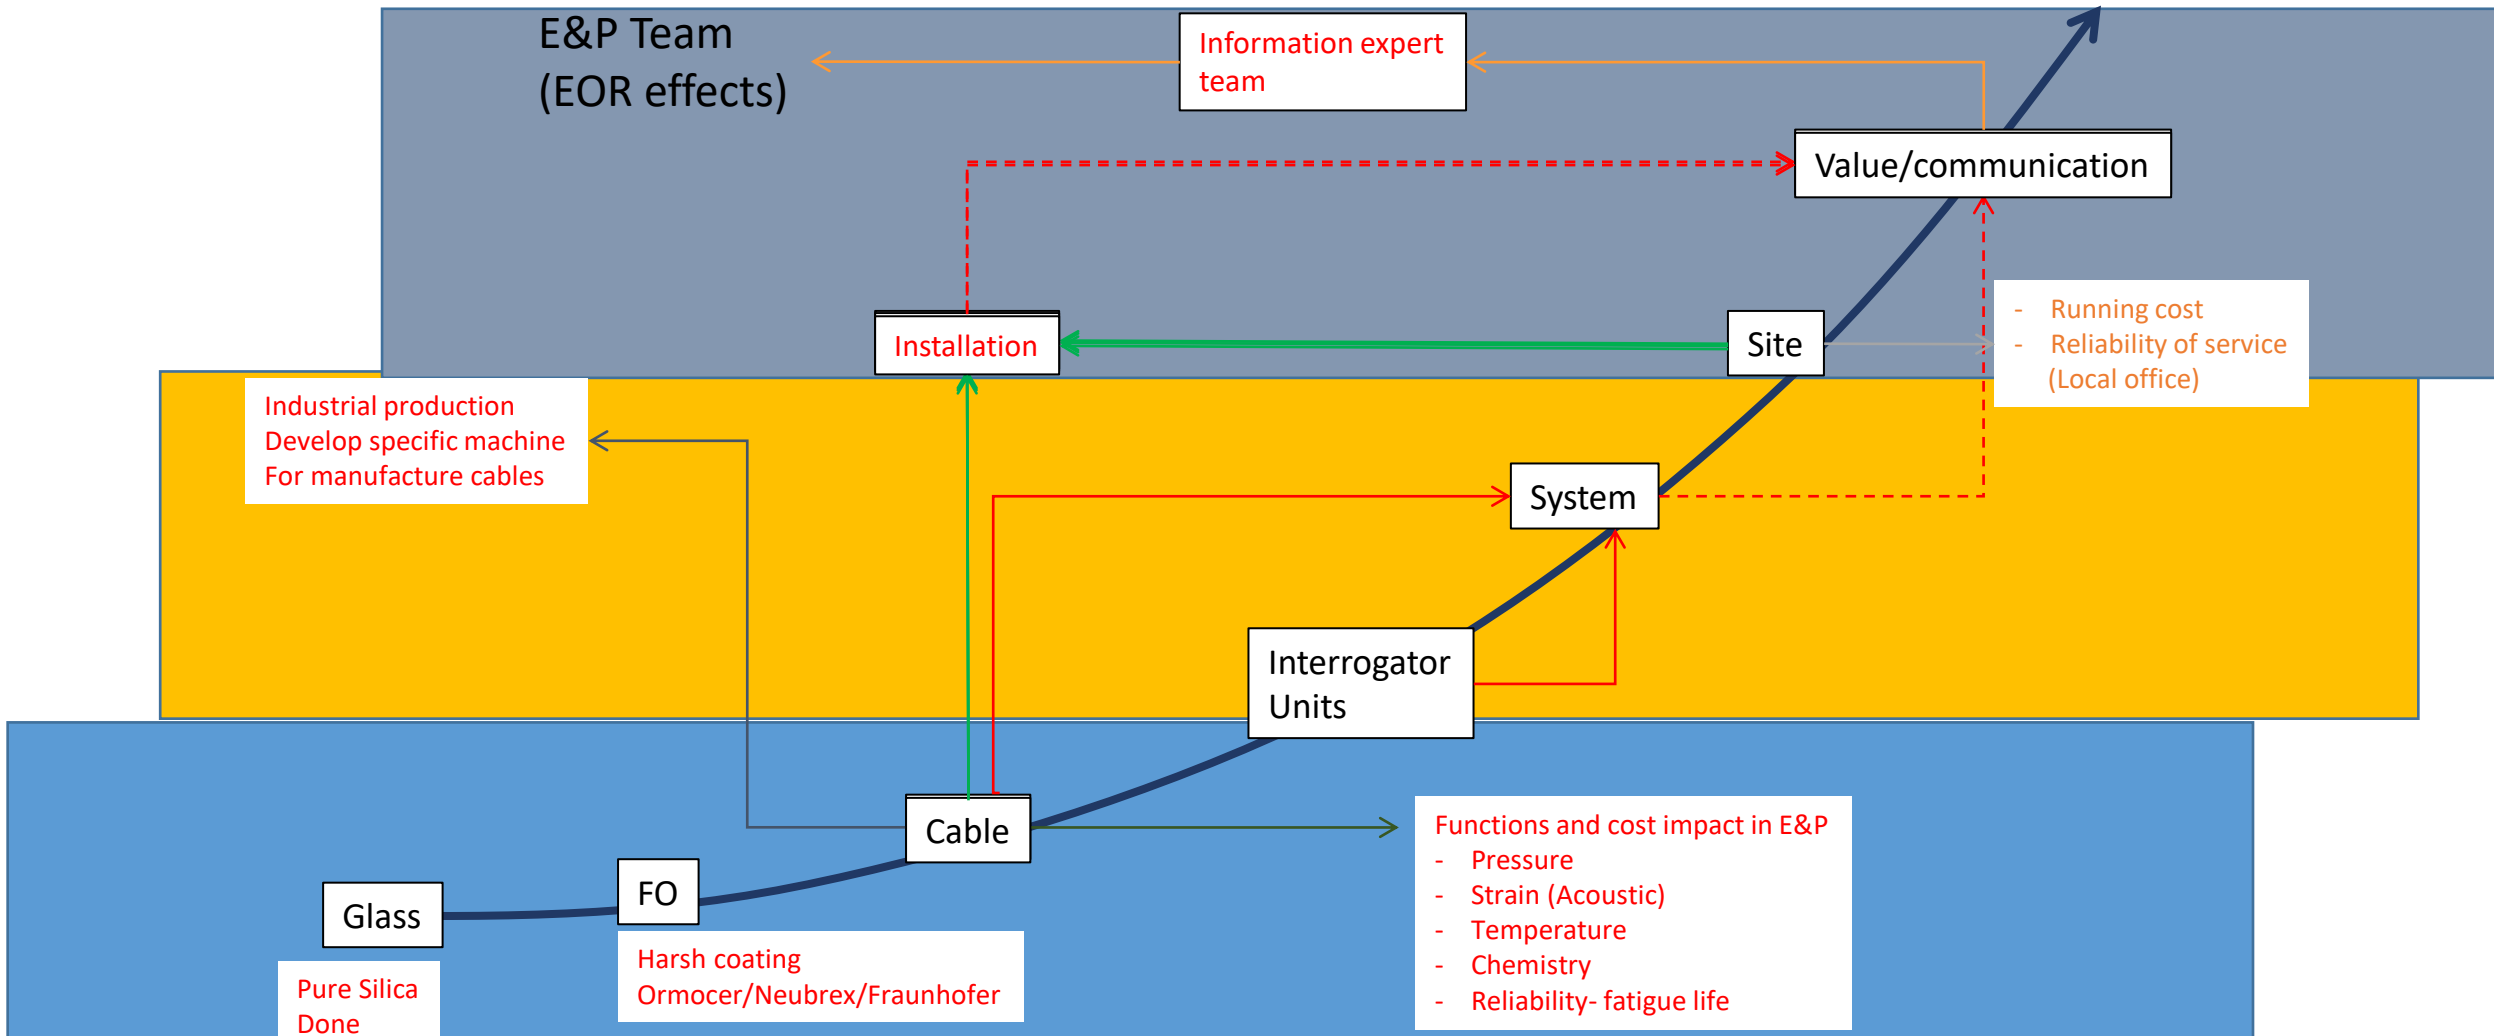 E&P Team
(EOR effects)
Information expert
team
Value/communication
Installation
Site
- Running cost
- Reliability of service
(Local office)
Industrial production
Develop specific machine
For manufacture cables
System
Interrogator
Units
Cable
FO
Glass
Functions and cost impact in E&P
- Pressure
- Strain (Acoustic)
- Temperature
- Chemistry
- Reliability- fatigue life
Harsh coating
Ormocer/Neubrex/Fraunhofer
Pure Silica
Done